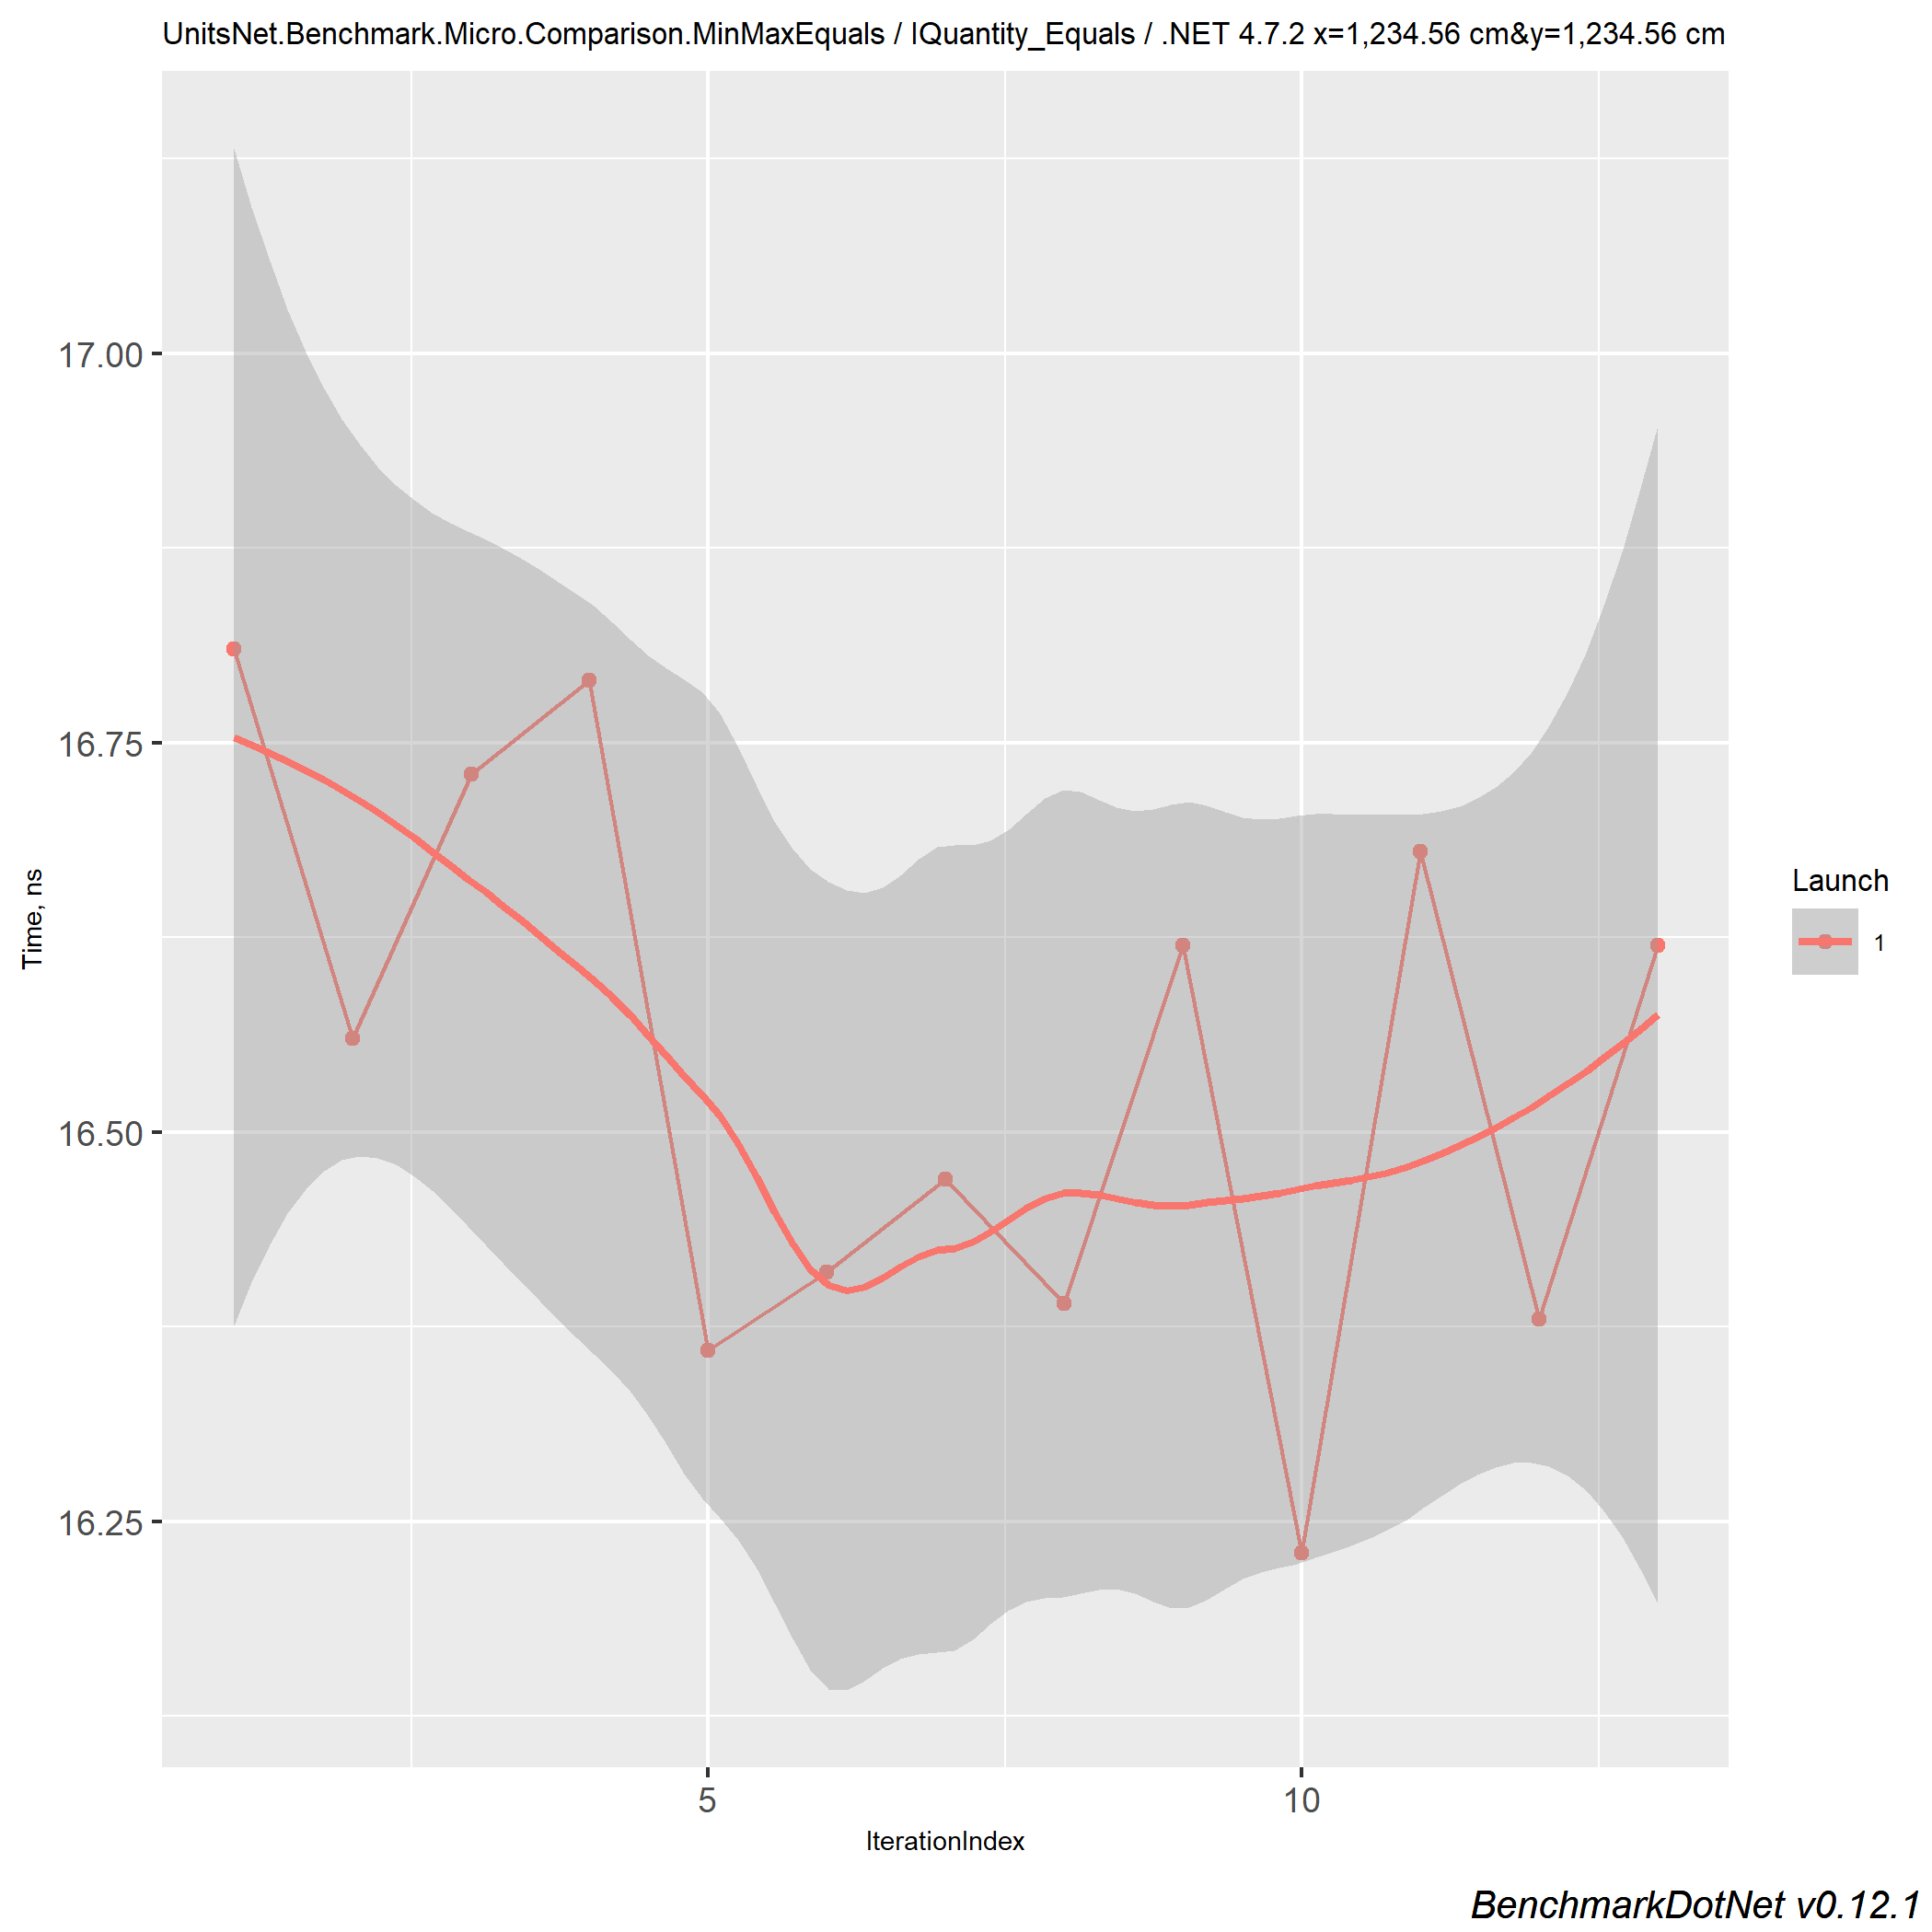 UnitsNet.Benchmark.Micro.Comparison.MinMaxEquals / IQuantity_Equals / .NET 4.7.2 x=1,234.56 cm&y=1,234.56 cm
17.00
16.75
16.50
16.25
Time, ns
5
10
IterationIndex
Launch
1
BenchmarkDotNet v0.12.1